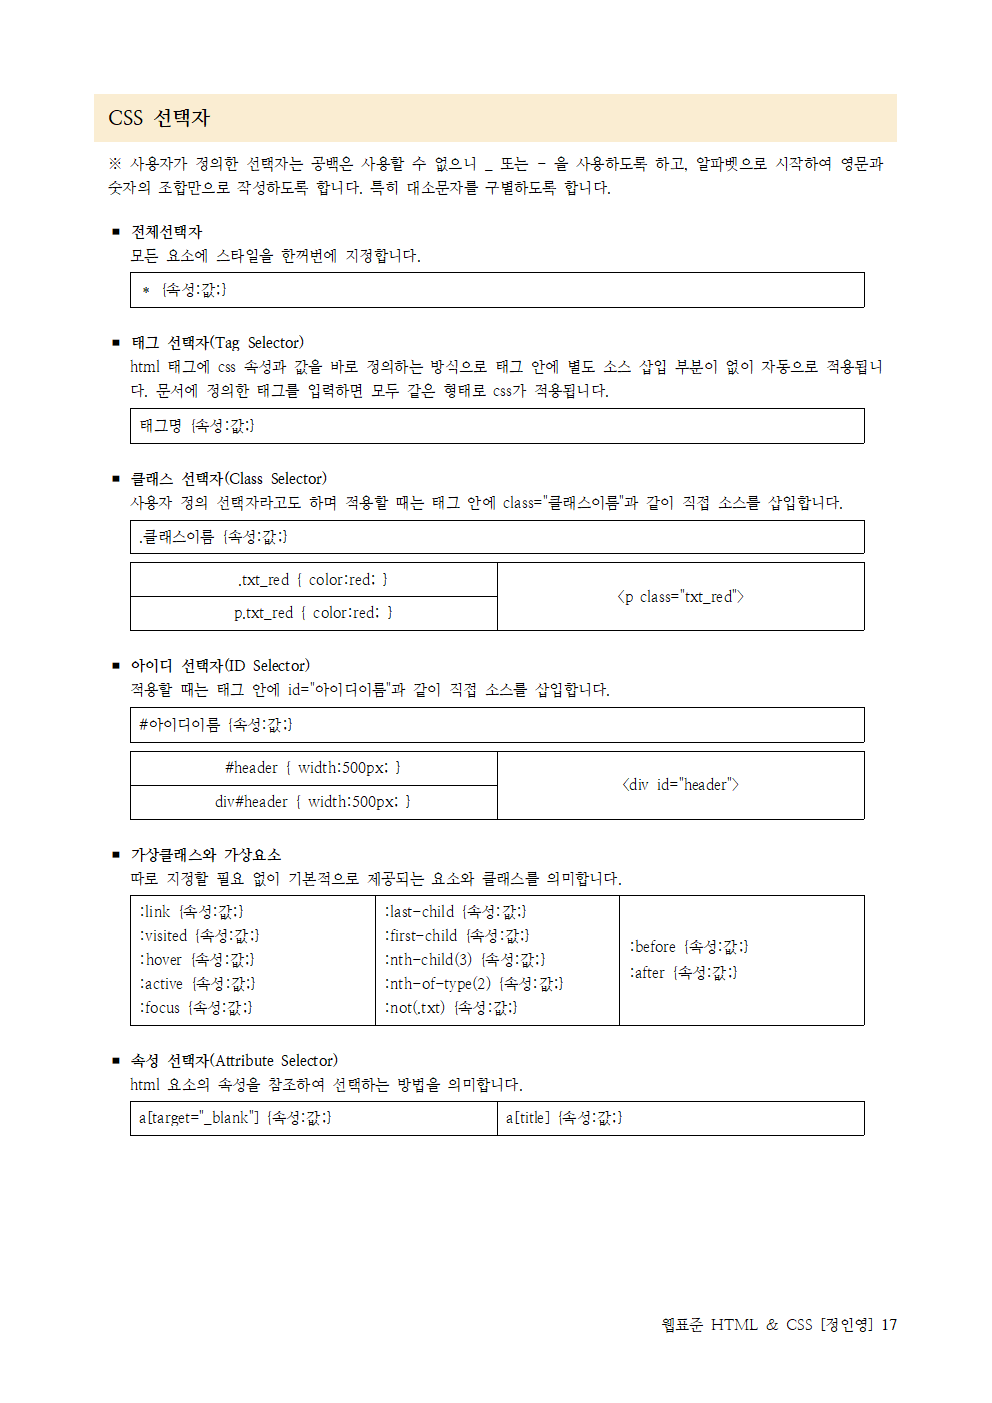 CSS 선택자
※ 사용자가 정의한 선택자는 공백은 사용할 수 없으니 _ 또는 - 을 사용하도록 하고, 알파벳으로 시작하여 영문과
숫자의 조합만으로 작성하도록 합니다. 특히 대소문자를 구별하도록 합니다.
■ 전체선택자
모든 요소에 스타일을 한꺼번에 지정합니다.
* {속성:값;}
■ 태그 선택자(Tag Selector)
html 태그에 css 속성과 값을 바로 정의하는 방식으로 태그 안에 별도 소스 삽입 부분이 없이 자동으로 적용됩니
다. 문서에 정의한 태그를 입력하면 모두 같은 형태로 css가 적용됩니다.
태그명 {속성:값;}
■ 클래스 선택자(Class Selector)
사용자 정의 선택자라고도 하며 적용할 때는 태그 안에 class="클래스이름"과 같이 직접 소스를 삽입합니다.
.클래스이름 {속성:값;}
.txt_red { color:red; }
p.txt_red { color:red; }
<p class="txt_red">
■ 아이디 선택자(ID Selector)
적용할 때는 태그 안에 id="아이디이름"과 같이 직접 소스를 삽입합니다.
#아이디이름 {속성:값;}
#header { width:500px; }
div#header { width:500px; }
<div id="header">
■ 가상클래스와 가상요소
따로 지정할 필요 없이 기본적으로 제공되는 요소와 클래스를 의미합니다.
:link {속성:값;}
:visited {속성:값;}
:hover {속성:값;}
:active {속성:값;}
:focus {속성:값;}
:last-child {속성:값;}
:first-child {속성:값;}
:nth-child(3) {속성:값;}
:nth-of-type(2) {속성:값;}
:not(.txt) {속성:값;}
:before {속성:값;}
:after {속성:값;}
■ 속성 선택자(Attribute Selector)
html 요소의 속성을 참조하여 선택하는 방법을 의미합니다.
a[target="_blank"] {속성:값;}
a[title] {속성:값;}
웹표준 HTML & CSS [정인영] 17